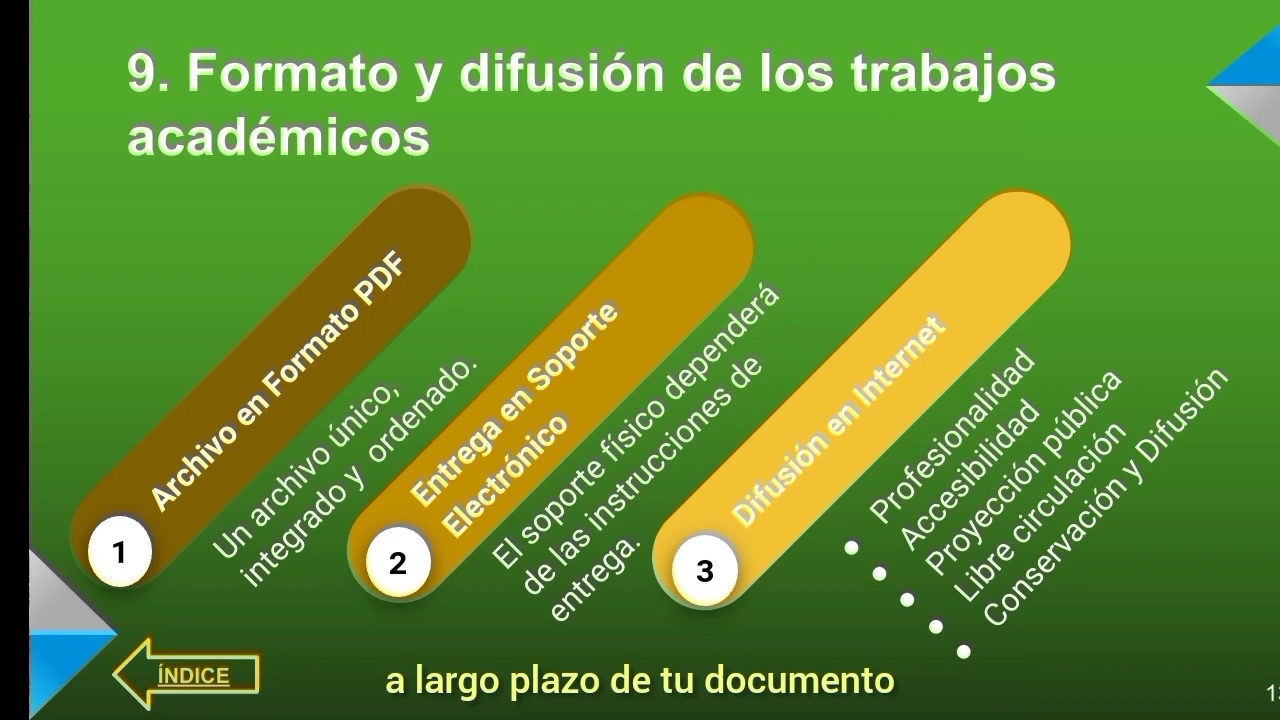 9. Formato y difusión de los trabajos
académicos
1
Archivo en Formato PDF
Un archivo único,
integrado y ordenado.
2
Entrega en Soporte
Electrónico
El soporte físico dependerá
de las instrucciones de
entrega.
3
Difusión en Internet
• Profesionalidad
• Accesibilidad
• Proyección pública
• Libre circulación
• Conservación y Difusión
ÍNDICE
a largo plazo de tu documento